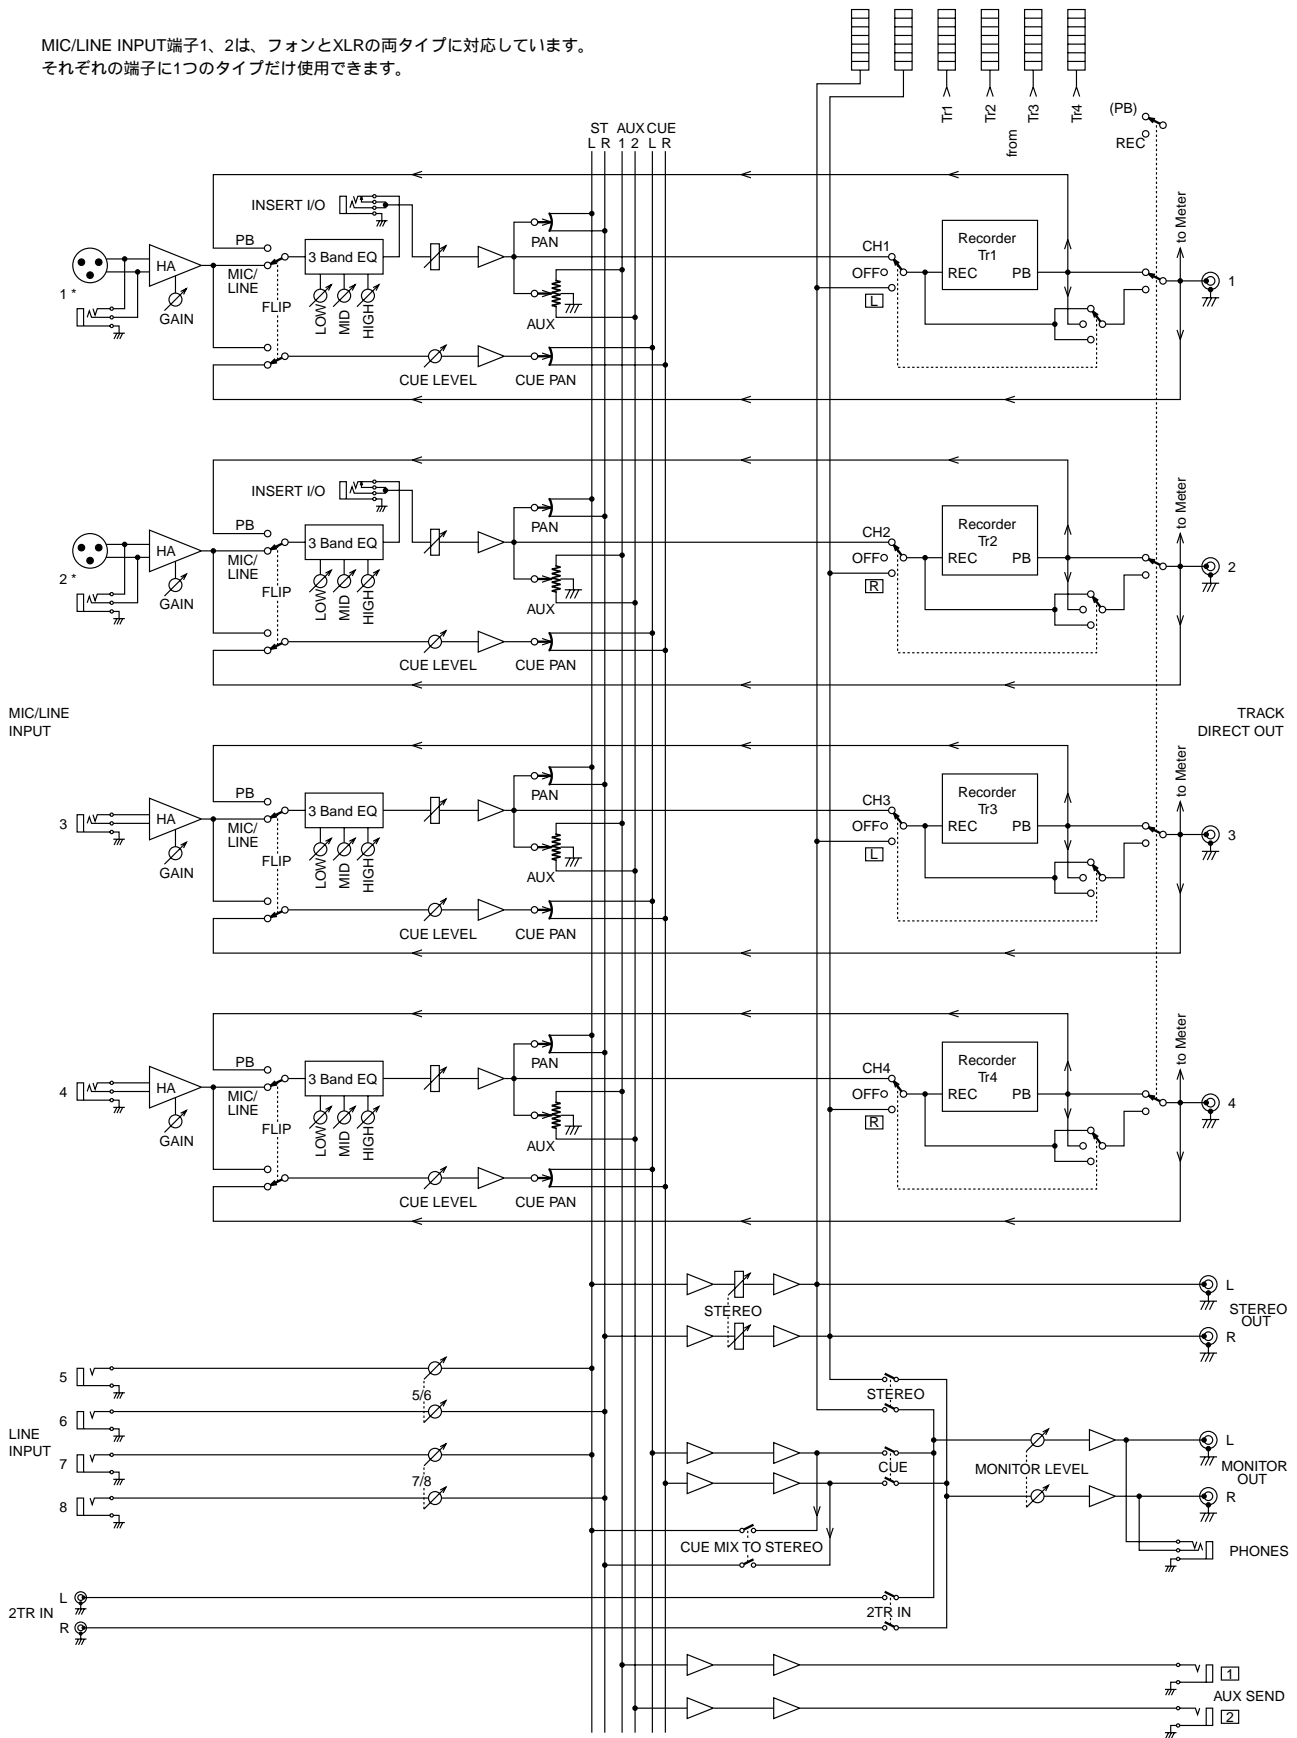 MIC/LINE INPUT端子1、2は、フォンとXLRの両タイプに対応しています。
それぞれの端子に1つのタイプだけ使用できます。
Tr1
Tr2
from
Tr3
Tr4
(PB)
REC
ST AUX CUE
L R 1 2 L R
INSERT I/O
1 *
HA
GAIN
PB
MIC/
LINE
FLIP
3 Band EQ
LOW
MID
HIGH
PAN
AUX
CUE LEVEL
CUE PAN
CH1
OFF
L
Recorder
Tr1
REC PB
to Meter
1
INSERT I/O
2 *
HA
GAIN
PB
MIC/
LINE
FLIP
3 Band EQ
LOW
MID
HIGH
PAN
AUX
CUE LEVEL
CUE PAN
CH2
OFF
R
Recorder
Tr2
REC PB
to Meter
2
MIC/LINE
INPUT
TRACK
DIRECT OUT
3
HA
GAIN
PB
MIC/
LINE
FLIP
3 Band EQ
LOW
MID
HIGH
PAN
AUX
CUE LEVEL
CUE PAN
CH3
OFF
L
Recorder
Tr3
REC PB
to Meter
3
4
HA
GAIN
PB
MIC/
LINE
FLIP
3 Band EQ
LOW
MID
HIGH
PAN
AUX
CUE LEVEL
CUE PAN
CH4
OFF
R
Recorder
Tr4
REC PB
to Meter
4
STEREO
L
STEREO
OUT
R
5
5/6
6
LINE
INPUT
7
7/8
8
STEREO
CUE
MONITOR LEVEL
L
MONITOR
OUT
R
CUE MIX TO STEREO
PHONES
L
2TR IN
R
2TR IN
1
AUX SEND
2